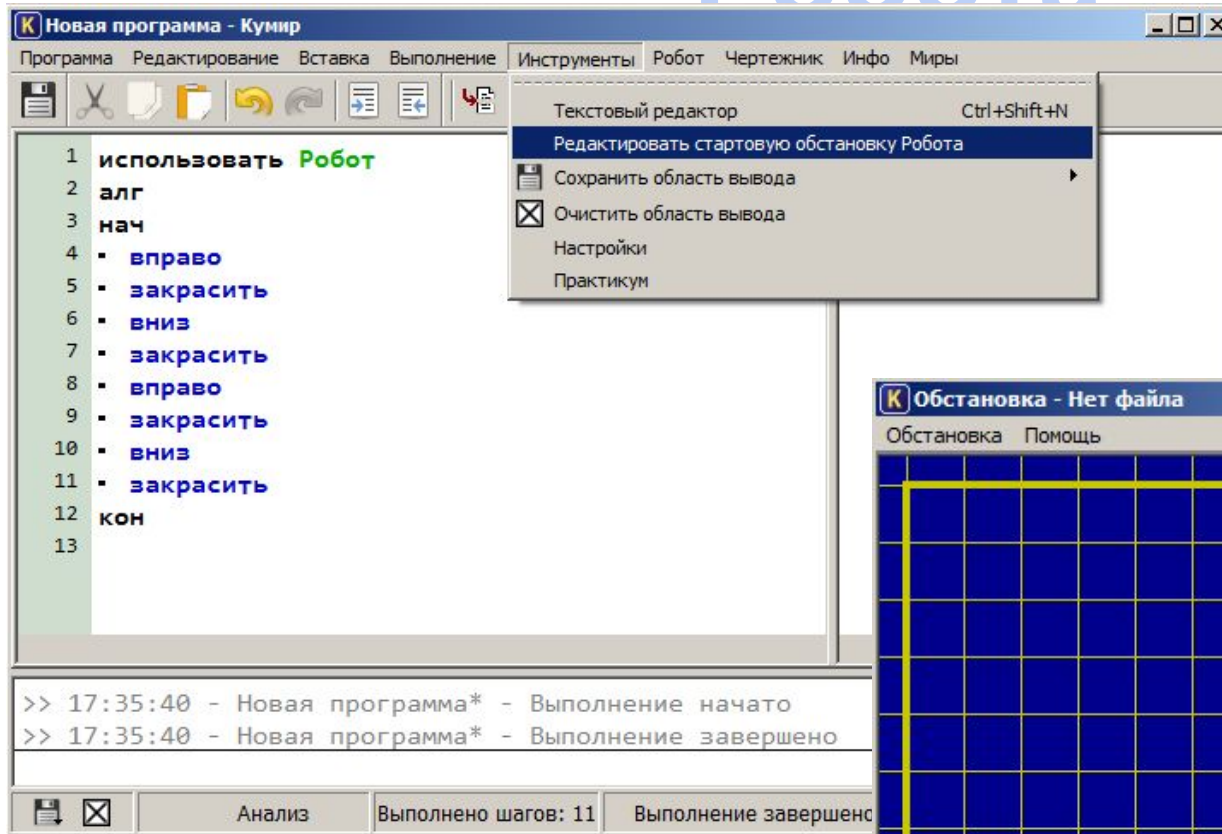 Новая программа - Кумир
Программа Редактирование Вставка Выполнение Инструменты Робот Чертежник Инфо Миры
Текстовый редактор Ctrl+Shift+N
Редактировать стартовую обстановку Робота
Сохранить область вывода
Очистить область вывода
Настройки
Практикум
1 использовать Робот
2 алг
3 нач
4 вправо
5 закрасить
6 вниз
7 закрасить
8 вправо
9 закрасить
10 вниз
11 закрасить
12 кон
13
Обстановка - Нет файла
Обстановка Помощь
>> 17:35:40 - Новая программа* - Выполнение начато
>> 17:35:40 - Новая программа* - Выполнение завершено
Анализ Выполнено шагов: 11 Выполнение завершено